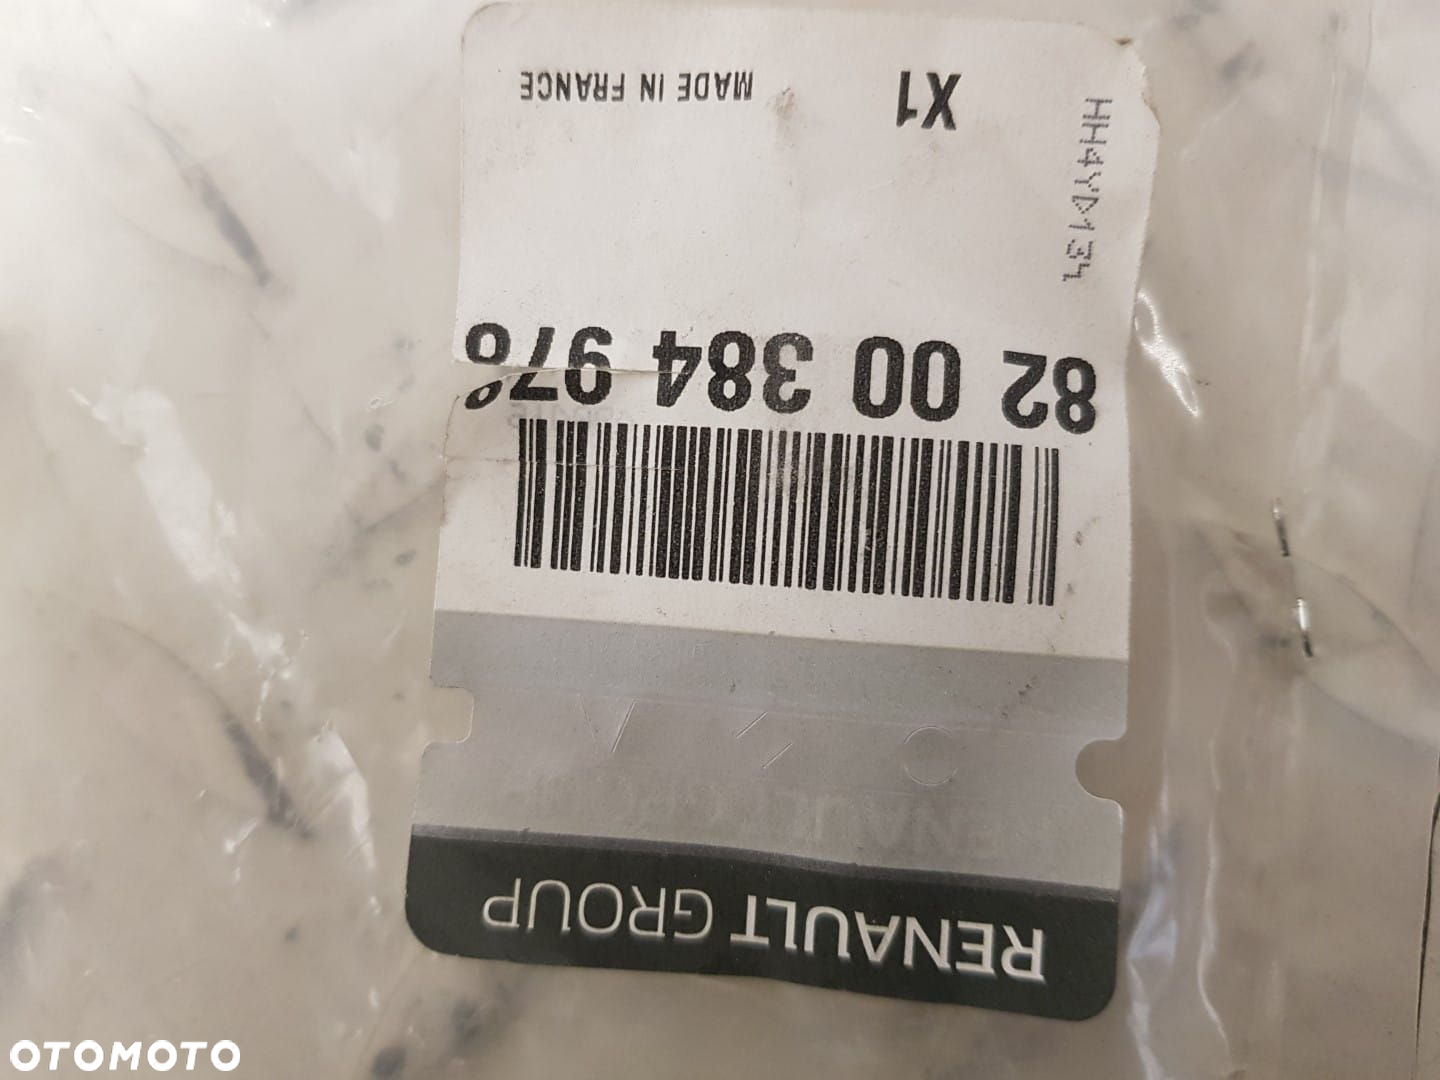 RENAULT GROUP
82 00 384 978
X1 MADE IN FRANCE
HH4YD134
OTOMOTO